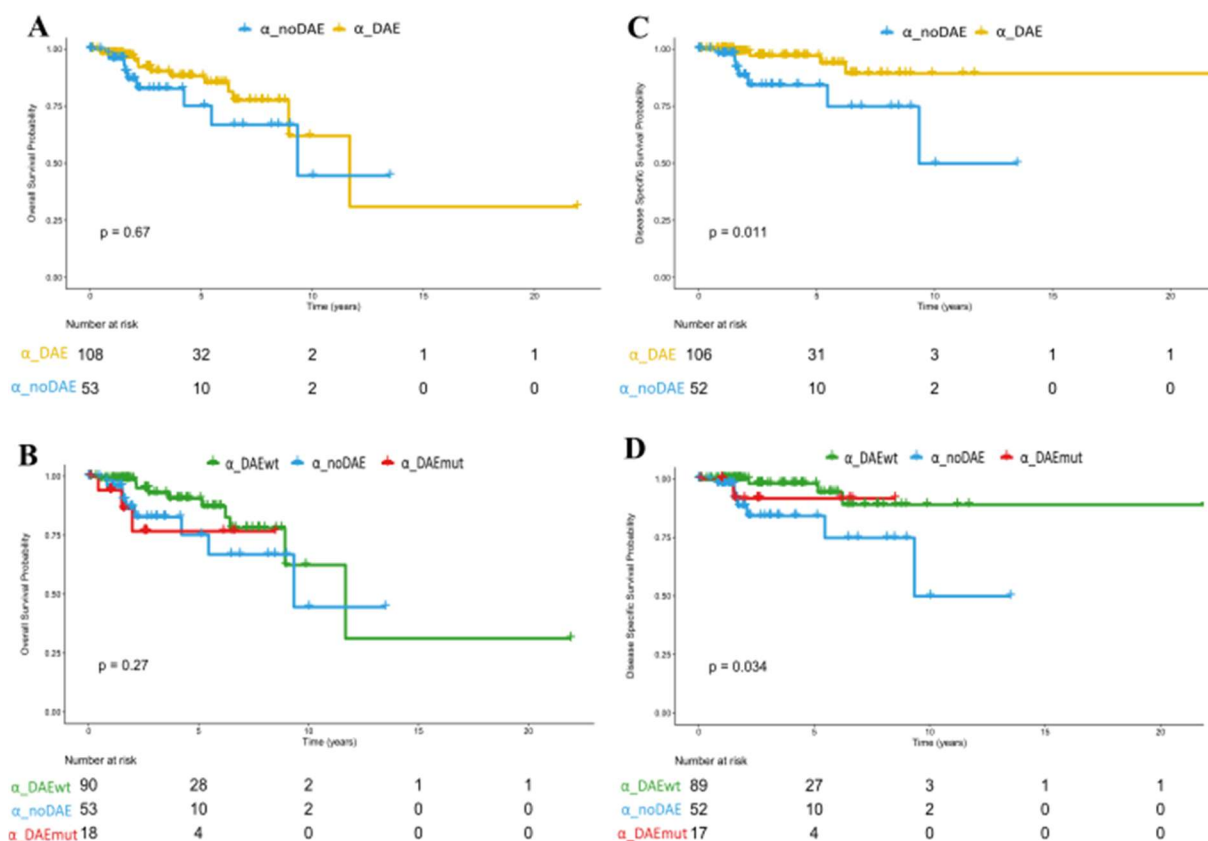 A
α_noDAE α_DAE
Overall Survival Probability
1.00
0.75
0.50
0.25
0.00
p = 0.67
0 5 10 15 20
Time (years)
Number at risk
α_DAE 108 32 2 1 1
α_noDAE 53 10 2 0 0
C
α_noDAE α_DAE
Disease Specific Survival Probability
1.00
0.75
0.50
0.25
0.00
p = 0.011
0 5 10 15 20
Time (years)
Number at risk
α_DAE 106 31 3 1 1
α_noDAE 52 10 2 0 0
B
α_DAEwt α_noDAE α_DAEmut
Overall Survival Probability
1.00
0.75
0.50
0.25
0.00
p = 0.27
0 5 10 15 20
Time (years)
Number at risk
α_DAEwt 90 28 2 1 1
α_noDAE 53 10 2 0 0
α_DAEmut 18 4 0 0 0
D
α_DAEwt α_noDAE α_DAEmut
Disease Specific Survival Probability
1.00
0.75
0.50
0.25
0.00
p = 0.034
0 5 10 15 20
Time (years)
Number at risk
α_DAEwt 89 27 3 1 1
α_noDAE 52 10 2 0 0
α_DAEmut 17 4 0 0 0